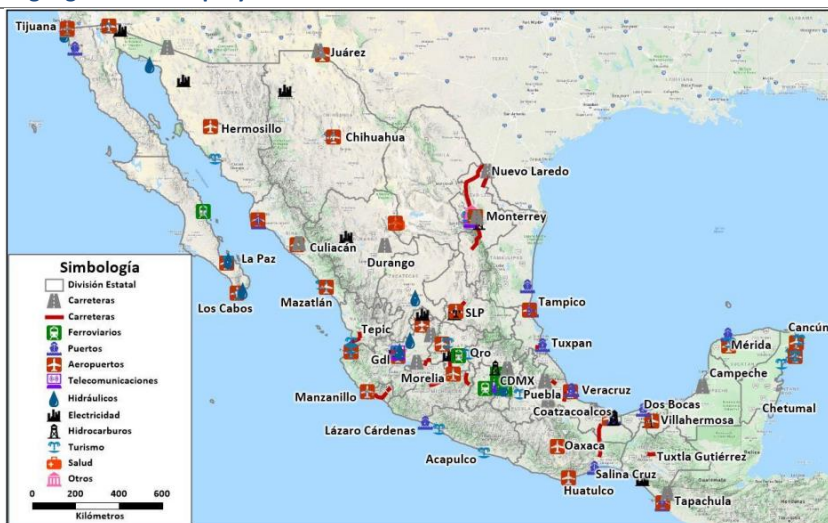 Tijuana
Juárez
Hermosillo
Chihuahua
Nuevo Laredo
Monterrey
Culiacán
La Paz
Durango
Los Cabos
Mazatlán
SLP
Tampico
Tepic
Tuxpan
Cancún
Mérida
Gdl
Qro
Campeche
Morelia
CDMX
Manzanillo
Puebla
Veracruz
Chetumal
Coatzacoalcos
Dos Bocas
Villahermosa
Lázaro Cárdenas
Oaxaca
Tuxtla Gutiérrez
Acapulco
Salina Cruz
Huatulco
Tapachula
Simbología
División Estatal
Carreteras
Carreteras
Ferroviarios
Puertos
Aeropuertos
Telecomunicaciones
Hidráulicos
Electricidad
Hidrocarburos
Turismo
Salud
Otros
0 200 400 600
Kilómetros